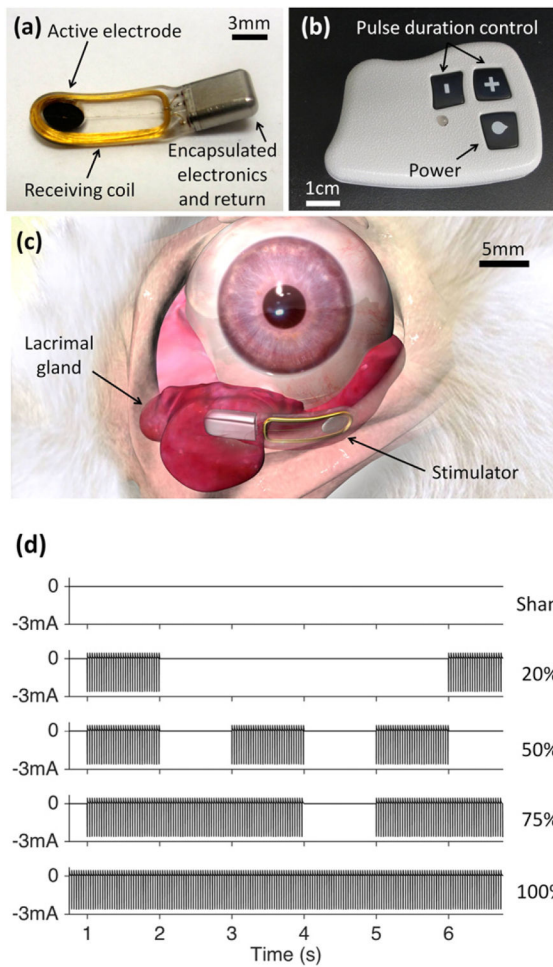 (a)
Active electrode
3mm
Receiving coil
Encapsulated
electronics
and return
(b)
Pulse duration control
- +
Power
1cm
(c)
5mm
Lacrimal
gland
Stimulator
(d)
0
-3mA
Shar
0
-3mA
20%
0
-3mA
50%
0
-3mA
75%
0
-3mA
100%
1 2 3 4 5 6
Time (s)